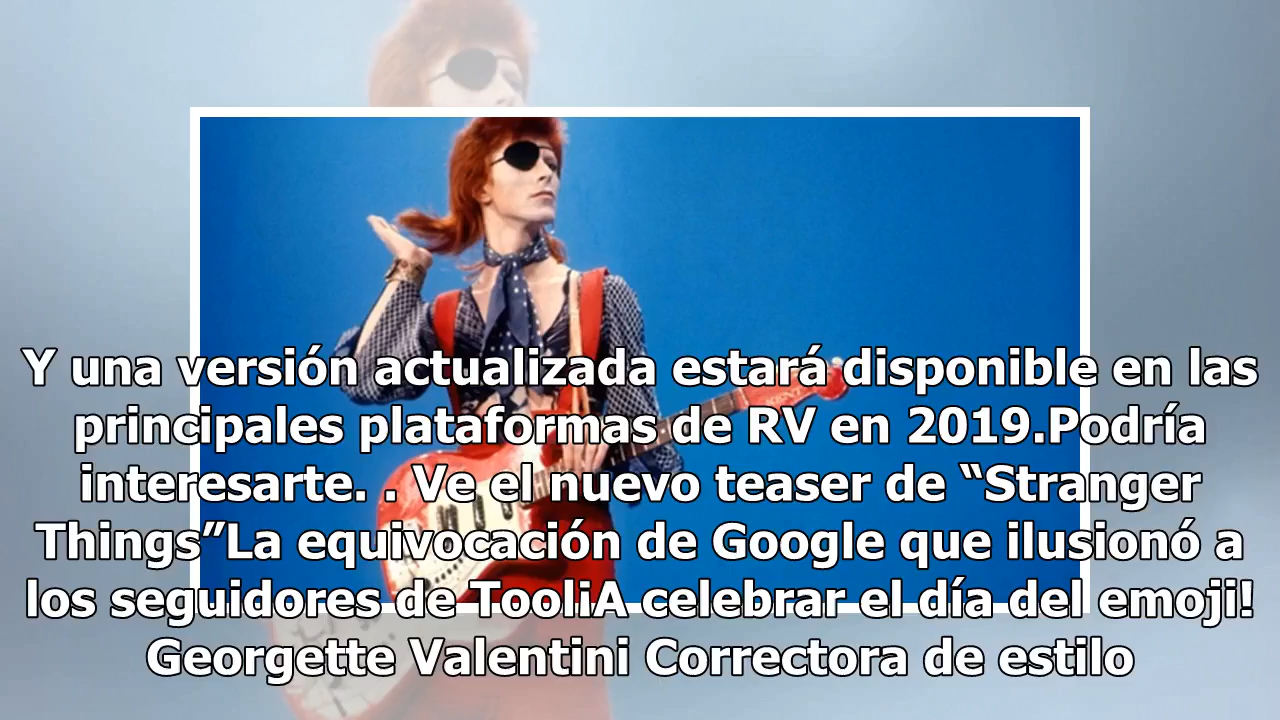 Y una versión actualizada estará disponible en las
principales plataformas de RV en 2019.Podría
interesarte. . Ve el nuevo teaser de “Stranger
Things”La equivocación de Google que ilusionó a
los seguidores de TooliA celebrar el día del emoji!
Georgette Valentini Correctora de estilo